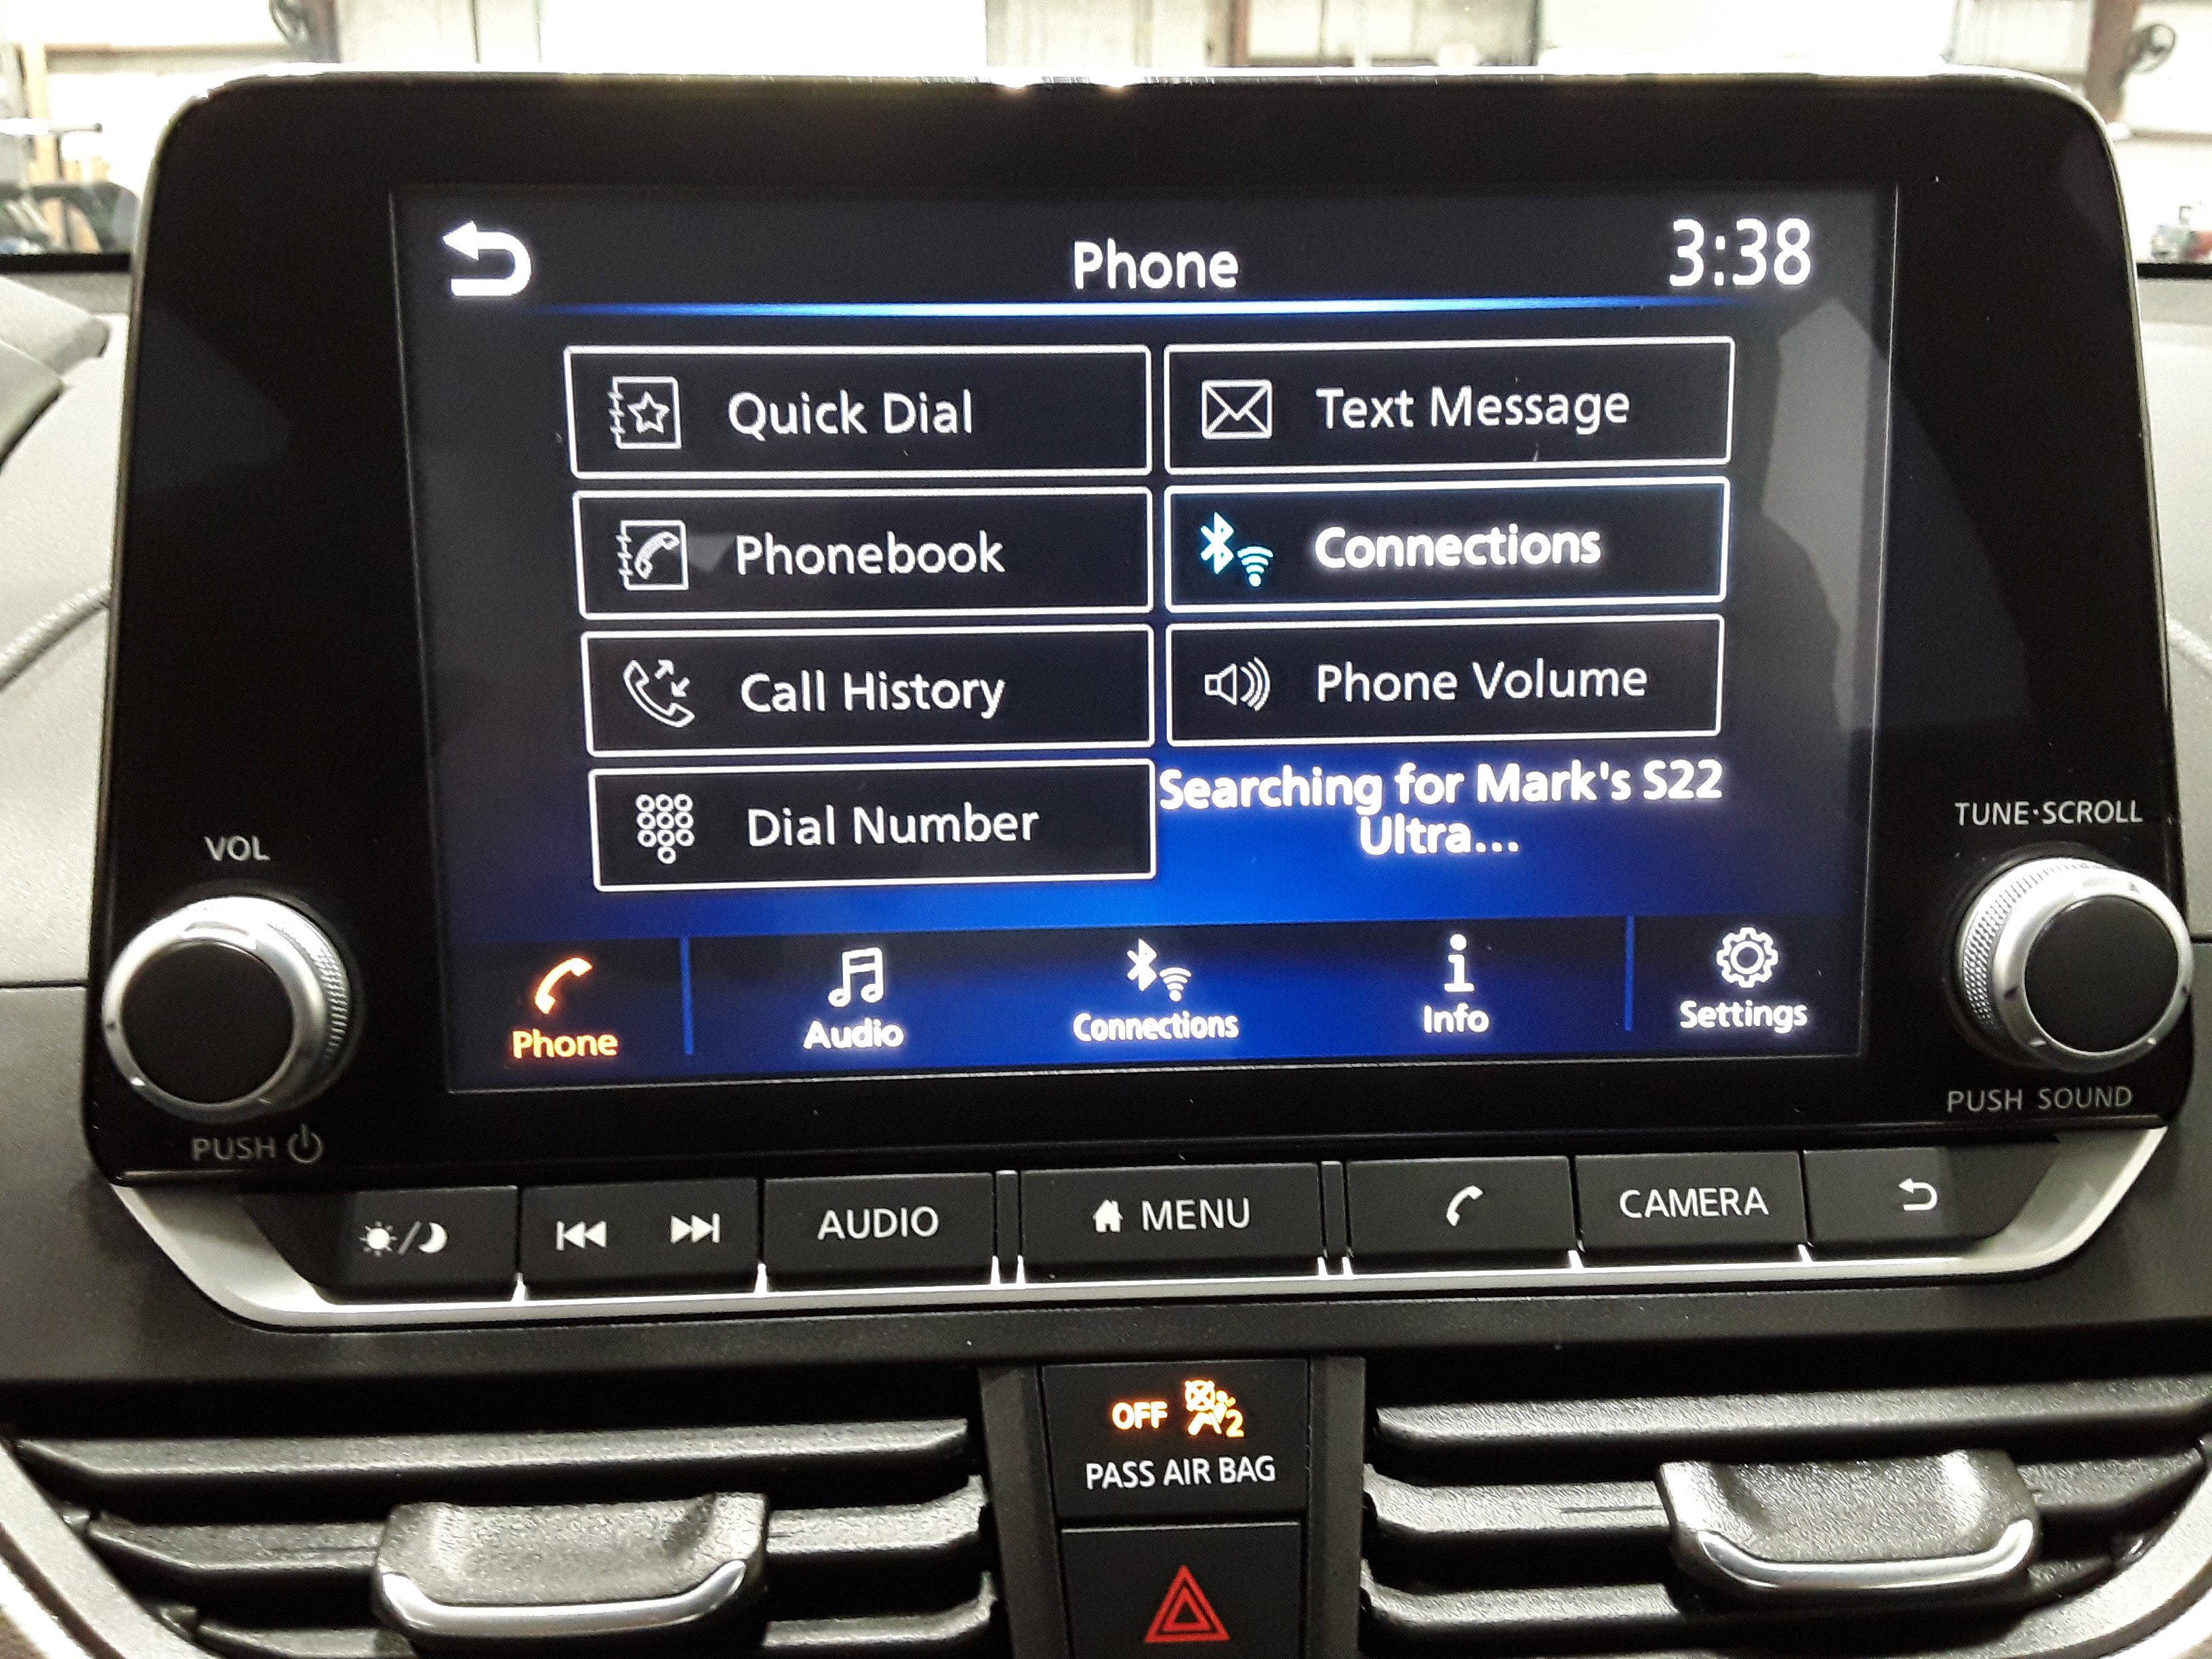 Phone
3:38
Quick Dial
Text Message
Phonebook
Connections
Call History
Phone Volume
Dial Number
Searching for Mark's S22
Ultra...
VOL
TUNE·SCROLL
Phone
Audio
Connections
Info
Settings
PUSH
PUSH SOUND
AUDIO
MENU
CAMERA
OFF
2
PASS AIR BAG